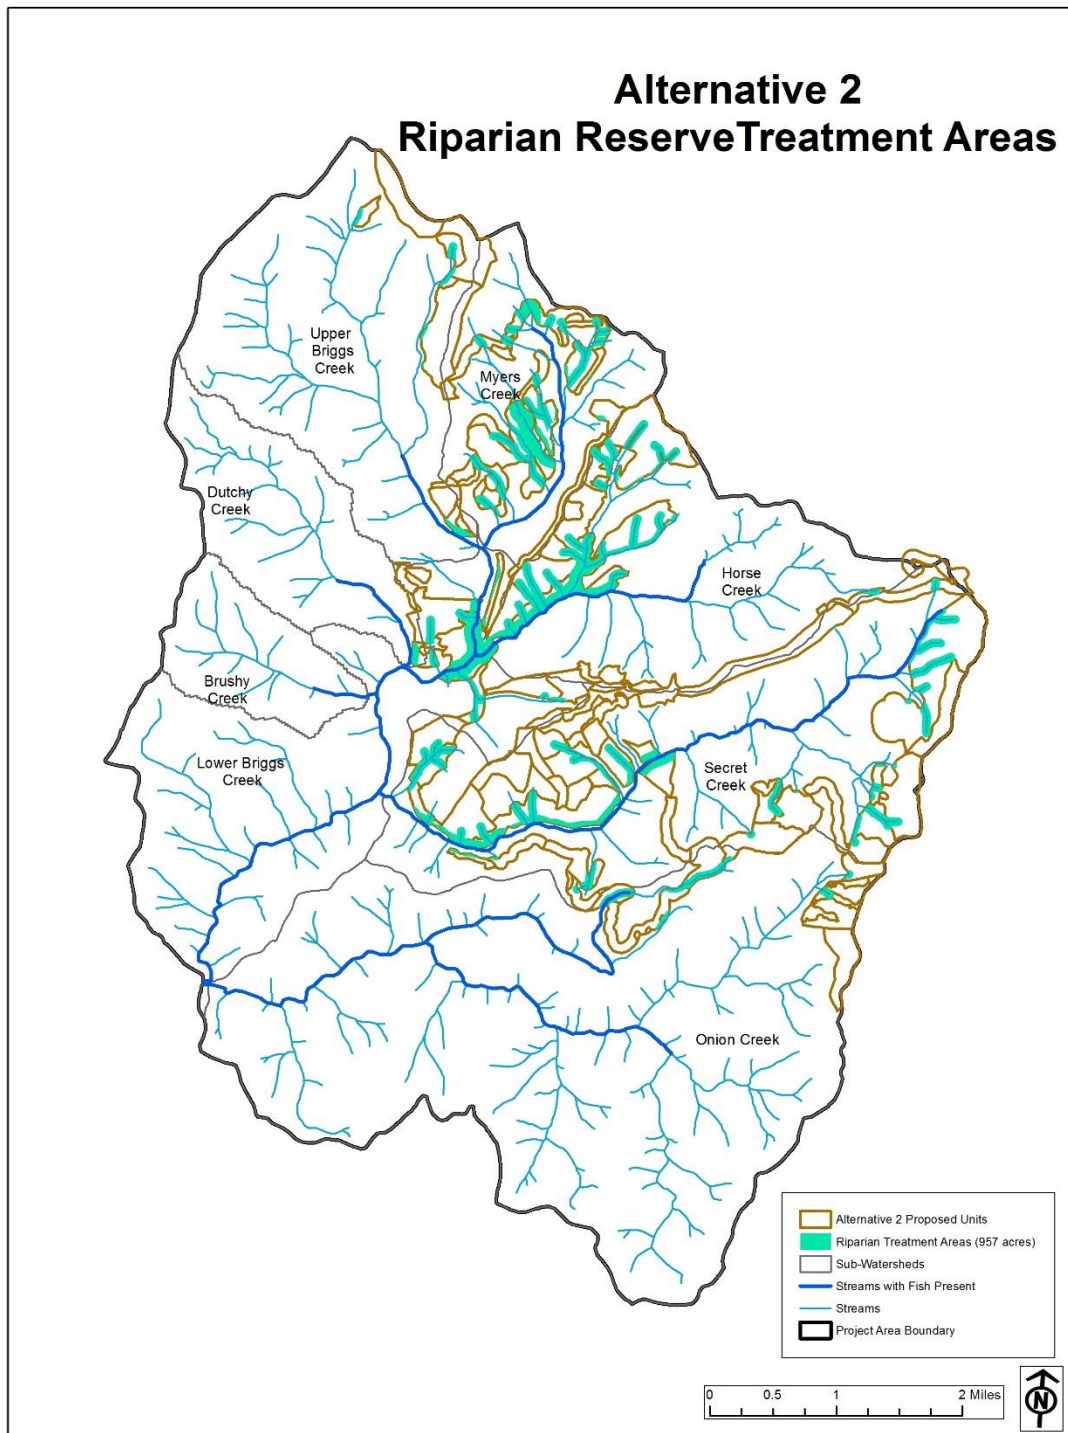 Alternative 2
Riparian ReserveTreatment Areas
Upper
Briggs
Creek
Myers
Creek
Dutchy
Creek
Horse
Creek
Brushy
Creek
Lower Briggs
Creek
Secret
Creek
Onion Creek
Alternative 2 Proposed Units
Riparian Treatment Areas (957 acres)
Sub-Watersheds
Streams with Fish Present
Streams
Project Area Boundary
0 0.5 1 2 Miles
N